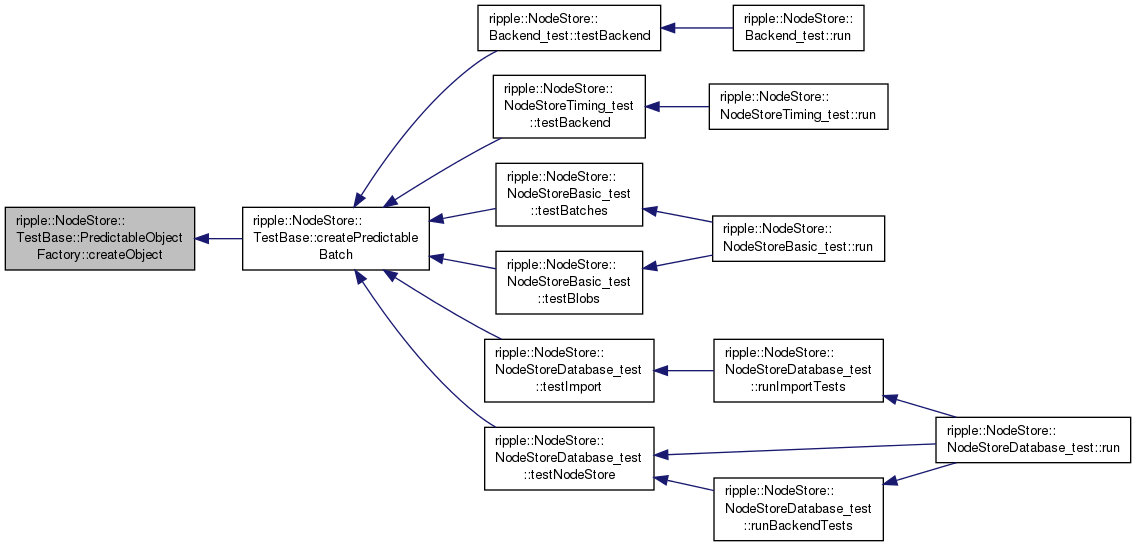 ripple::NodeStore::
Backend_test::testBackend
ripple::NodeStore::
Backend_test::run
ripple::NodeStore::
NodeStoreTiming_test
::testBackend
ripple::NodeStore::
NodeStoreTiming_test::run
ripple::NodeStore::
NodeStoreBasic_test
::testBatches
ripple::NodeStore::
TestBase::PredictableObject
Factory::createObject
ripple::NodeStore::
TestBase::createPredictable
Batch
ripple::NodeStore::
NodeStoreBasic_test::run
ripple::NodeStore::
NodeStoreBasic_test
::testBlobs
ripple::NodeStore::
NodeStoreDatabase_test
::testImport
ripple::NodeStore::
NodeStoreDatabase_test
::runImportTests
ripple::NodeStore::
NodeStoreDatabase_test::run
ripple::NodeStore::
NodeStoreDatabase_test
::testNodeStore
ripple::NodeStore::
NodeStoreDatabase_test
::runBackendTests